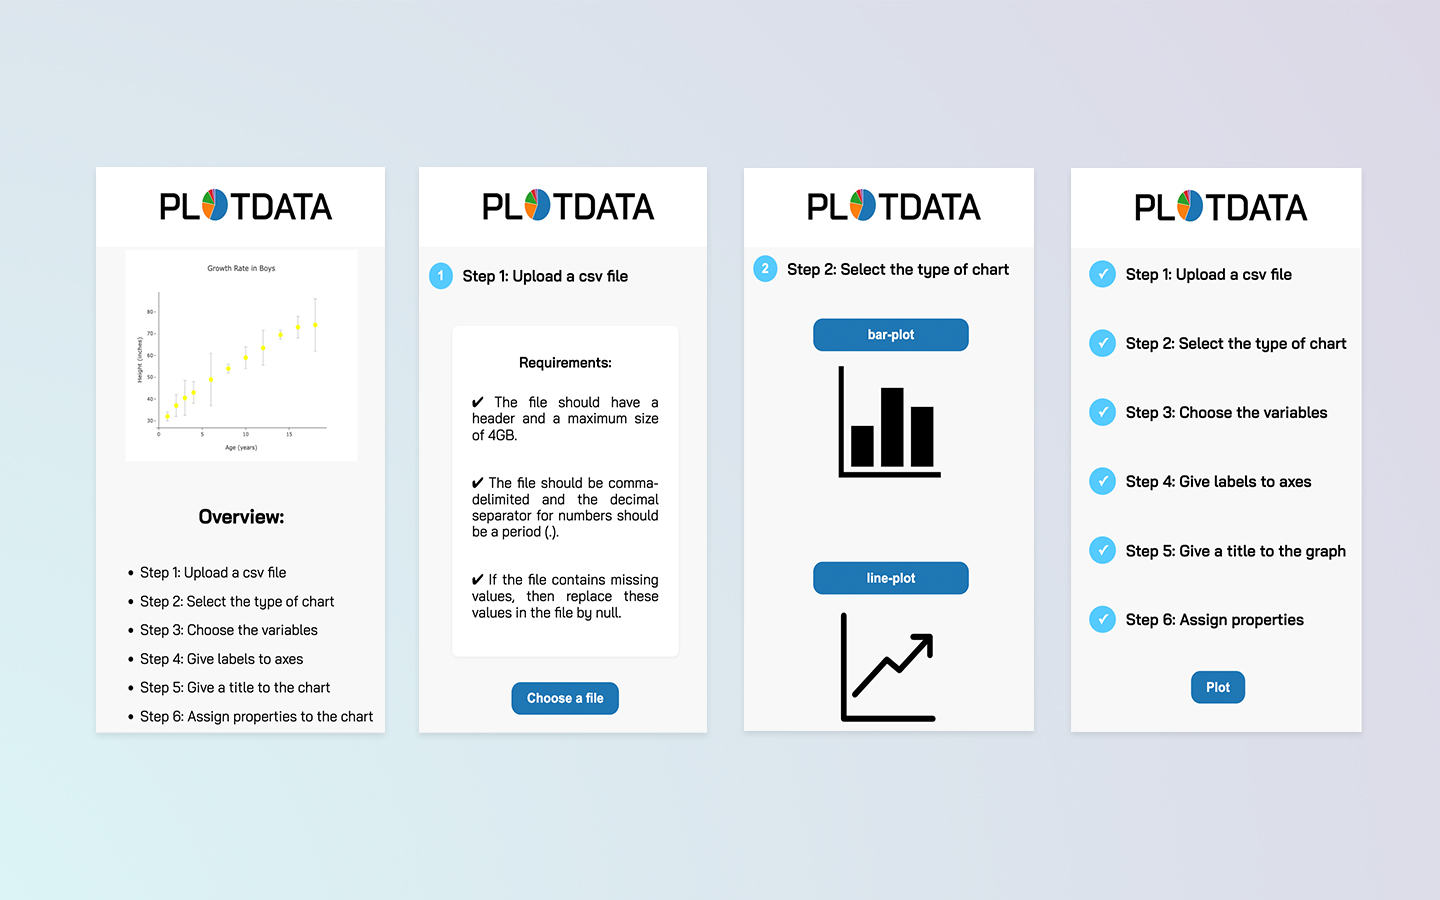 PLOTDATA
Growth Rate in Boys
80
70
60
50
40
30
Height (inches)
0 5 10 15
Age (years)
Overview:
• Step 1: Upload a csv file
• Step 2: Select the type of chart
• Step 3: Choose the variables
• Step 4: Give labels to axes
• Step 5: Give a title to the chart
• Step 6: Assign properties to the chart
PLOTDATA
1 Step 1: Upload a csv file
Requirements:
✔ The file should have a
header and a maximum size
of 4GB.
✔ The file should be comma-
delimited and the decimal
separator for numbers should
be a period (.).
✔ If the file contains missing
values, then replace these
values in the file by null.
Choose a file
PLOTDATA
2 Step 2: Select the type of chart
bar-plot
line-plot
PLOTDATA
✓ Step 1: Upload a csv file
✓ Step 2: Select the type of chart
✓ Step 3: Choose the variables
✓ Step 4: Give labels to axes
✓ Step 5: Give a title to the graph
✓ Step 6: Assign properties
Plot